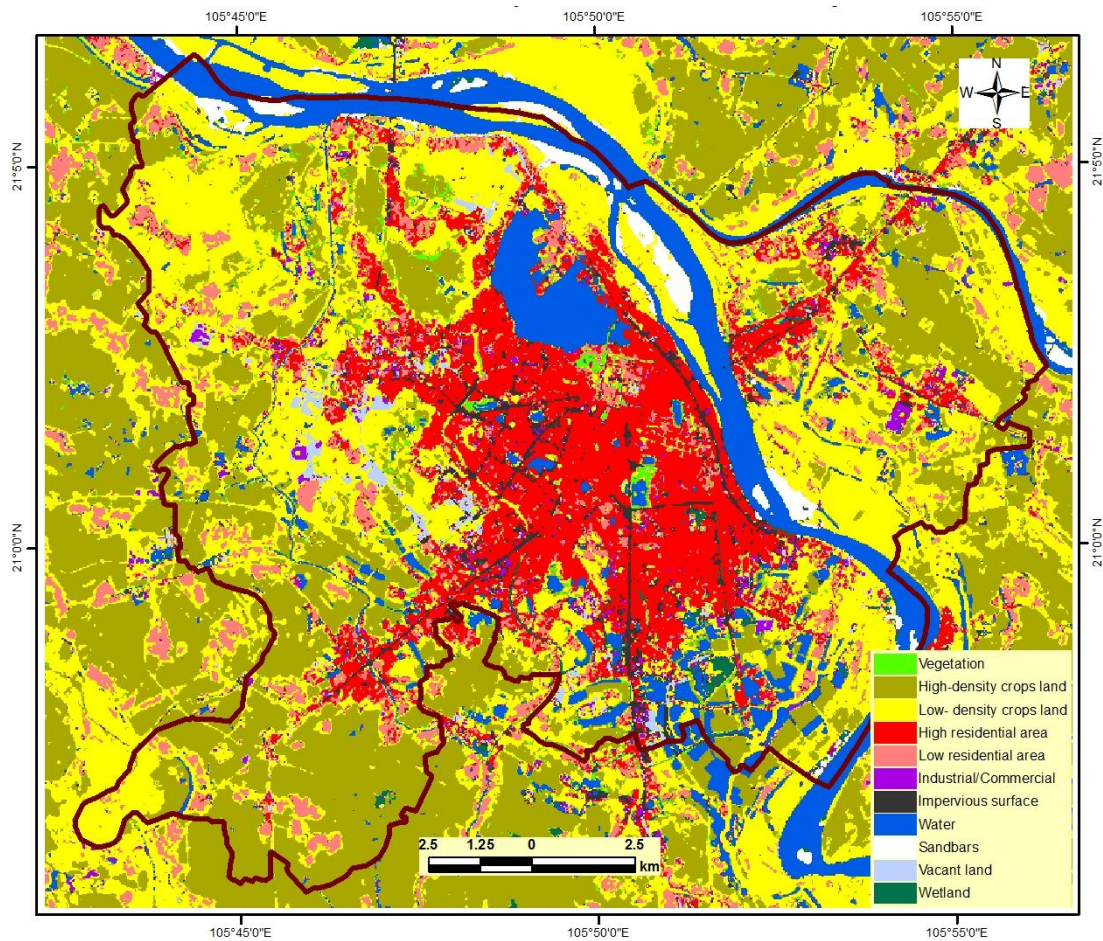 105°45'0"E 105°50'0"E 105°55'0"E
N
W E
S
21°5'0"N 21°5'0"N
21°0'0"N 21°0'0"N
Vegetation
High-density crops land
Low- density crops land
High residential area
Low residential area
Industrial/Commercial
Impervious surface
Water
Sandbars
Vacant land
Wetland
2.5 1.25 0 2.5
km
105°45'0"E 105°50'0"E 105°55'0"E